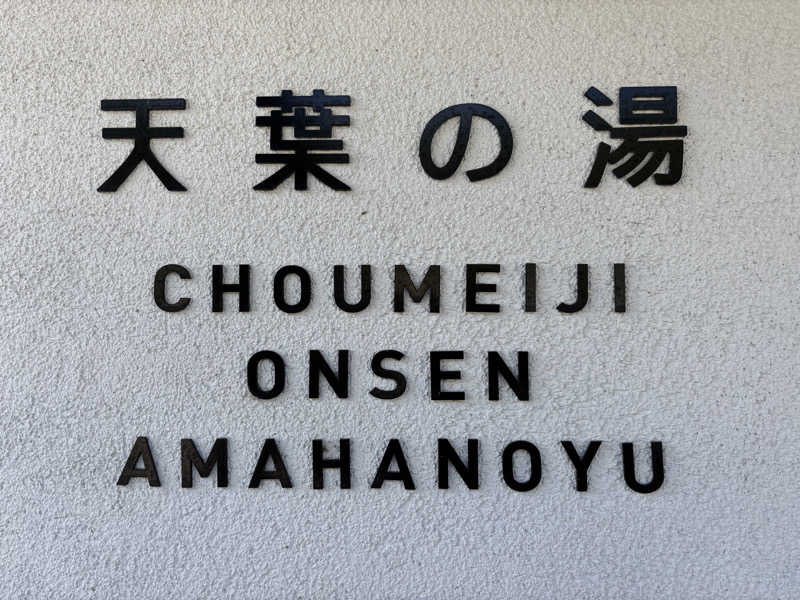 天葉の湯
CHOUMEIJI
ONSEN
AMAHANOYU